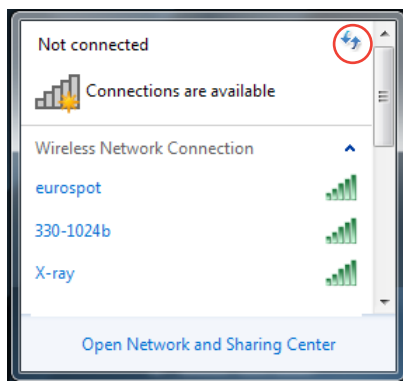 Not connected
Connections are available
Wireless Network Connection
eurospot
330-1024b
X-ray
Open Network and Sharing Center